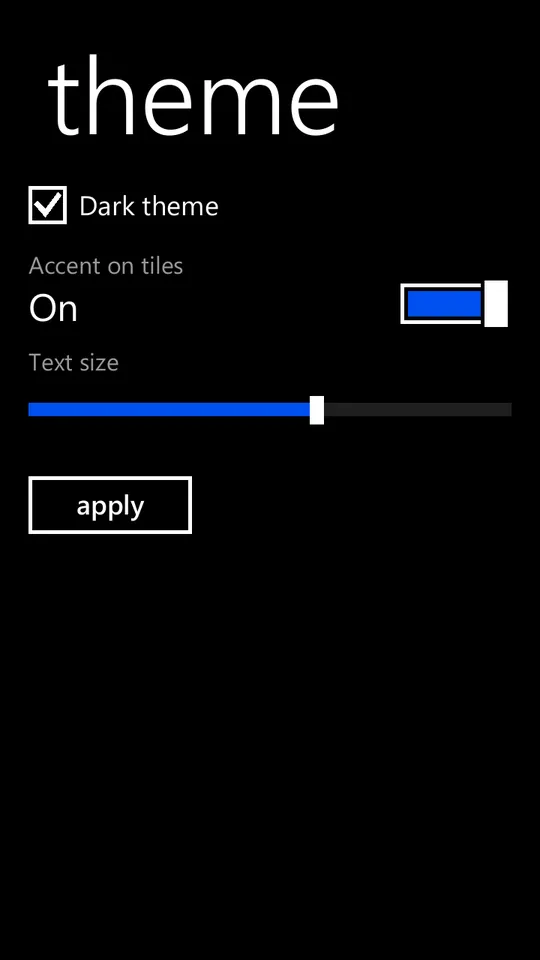 theme
Dark theme
Accent on tiles
On
Text size
apply